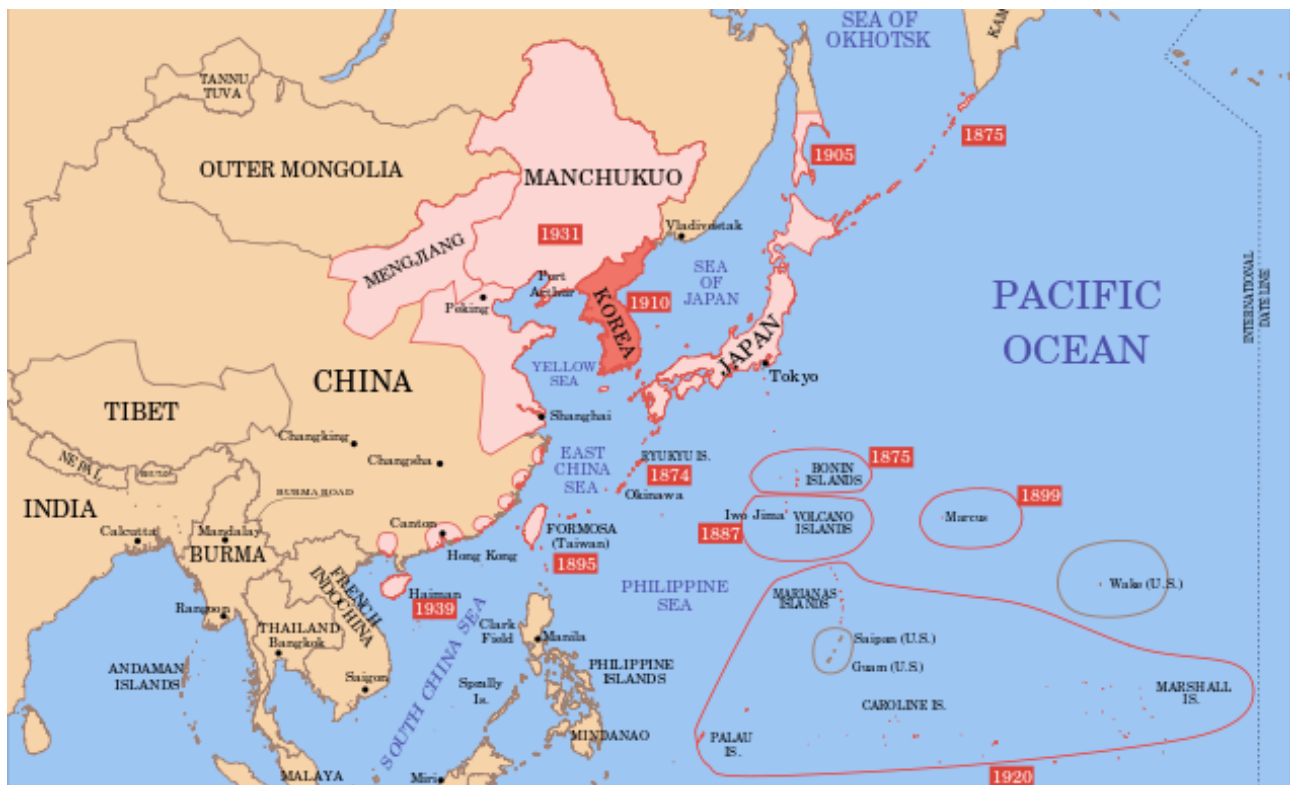 SEA OF
OKHOTSK
KAM
TANNU
TUVA
1875
1905
OUTER MONGOLIA
MANCHUKUO
Vladivostak
1931
MENGJIANG
SEA
OF
JAPAN
Port
Arthur
KOREA
1910
Peking
PACIFIC
OCEAN
INTERNATIONAL
DATE LINE
JAPAN
Tokyo
YELLOW
SEA
CHINA
TIBET
Shanghai
Changking
Changsha
NEPAL
EAST
CHINA
SEA
RYUKYU IS.
1874
Okinawa
BONIN
ISLANDS
1875
BURMA ROAD
INDIA
1899
Marcus
Iwo Jima
VOLCANO
ISLANDS
1887
Calcutta
Mandalay
BURMA
Canton
Hong Kong
FORMOSA
(Taiwan)
1895
FRENCH
INDOCHINA
Hainan
1939
PHILIPPINE
SEA
MARIANAS
ISLANDS
Wake (U.S.)
Rangoon
THAILAND
Bangkok
SOUTH CHINA SEA
Clark
Field
Manila
Saipan (U.S.)
Guam (U.S.)
ANDAMAN
ISLANDS
Saigon
PHILIPPINE
ISLANDS
Is.
MARSHALL
IS.
CAROLINE IS.
MINDANAO
PALAU
IS.
MALAYA
Miri
1920